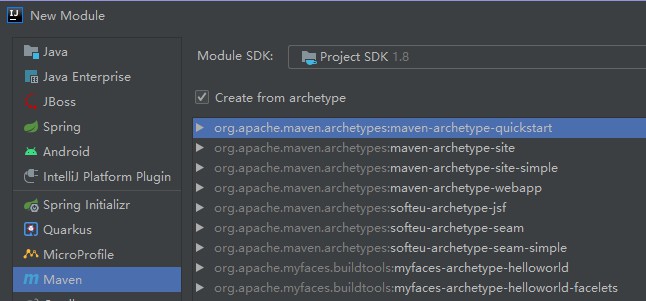 New Module
Java
Java Enterprise
JBoss
Spring
Android
IntelliJ Platform Plugin
Spring Initializr
Quarkus
MicroProfile
Maven
Module SDK:
Project SDK 1.8
Create from archetype
org.apache.maven.archetypes:maven-archetype-quickstart
org.apache.maven.archetypes:maven-archetype-site
org.apache.maven.archetypes:maven-archetype-site-simple
org.apache.maven.archetypes:maven-archetype-webapp
org.apache.maven.archetypes:softeu-archetype-jsf
org.apache.maven.archetypes:softeu-archetype-seam
org.apache.maven.archetypes:softeu-archetype-seam-simple
org.apache.myfaces.buildtools:myfaces-archetype-helloworld
org.apache.myfaces.buildtools:myfaces-archetype-helloworld-facelets